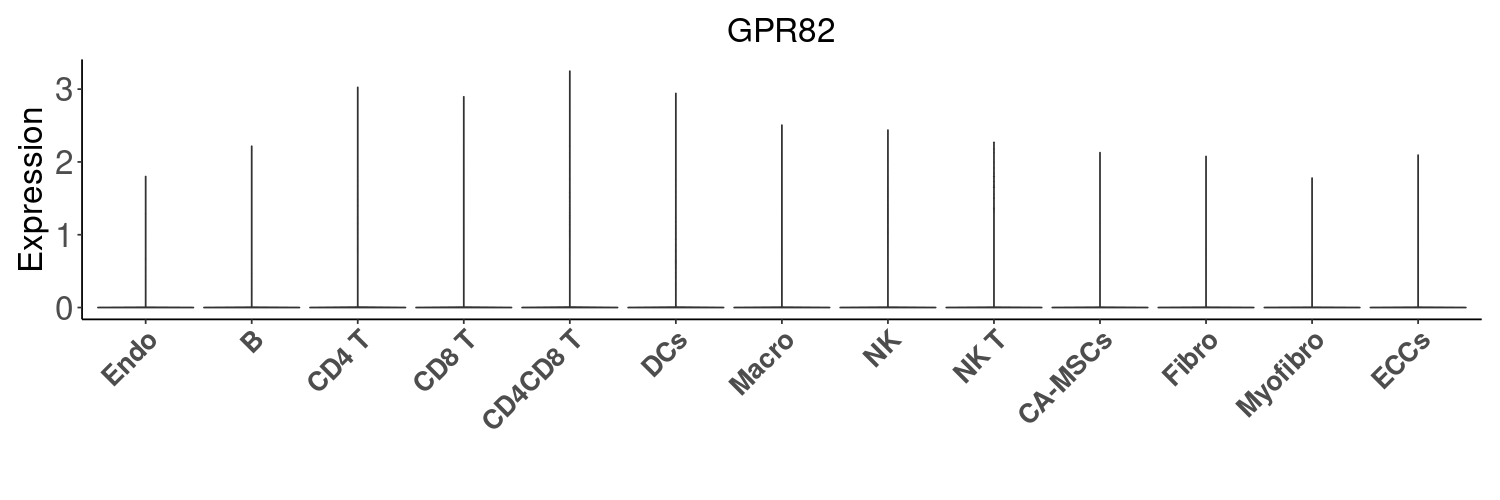 GPR82
Expression
3
2
1
0
Endo
B
CD4 T
CD8 T
CD4CD8 T
DCs
Macro
NK
NK T
CA-MSCs
Fibro
Myofibro
ECCs